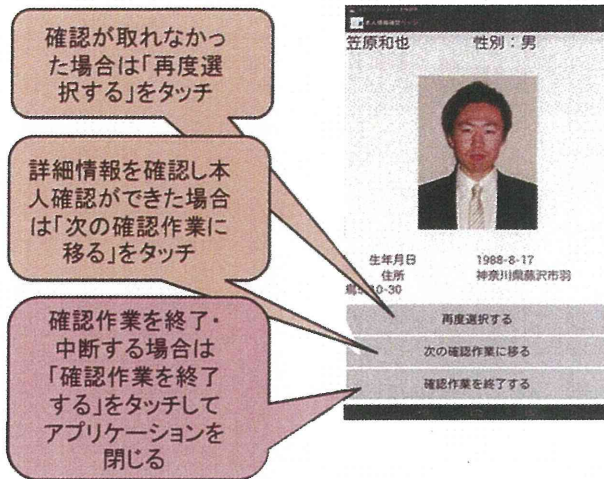 確認が取れなかっ
た場合は「再度選
択する」をタッチ
詳細情報を確認し本
人確認ができた場合
は「次の確認作業に
移る」をタッチ
確認作業を終了・
中断する場合は
「確認作業を終了
する」をタッチして
アプリケーションを
閉じる
本人情報確認ページ
笠原和也 性別：男
生年月日 1988-8-17
住所 神奈川県藤沢市羽
鳥5-10-30
再度選択する
次の確認作業に移る
確認作業を終了する